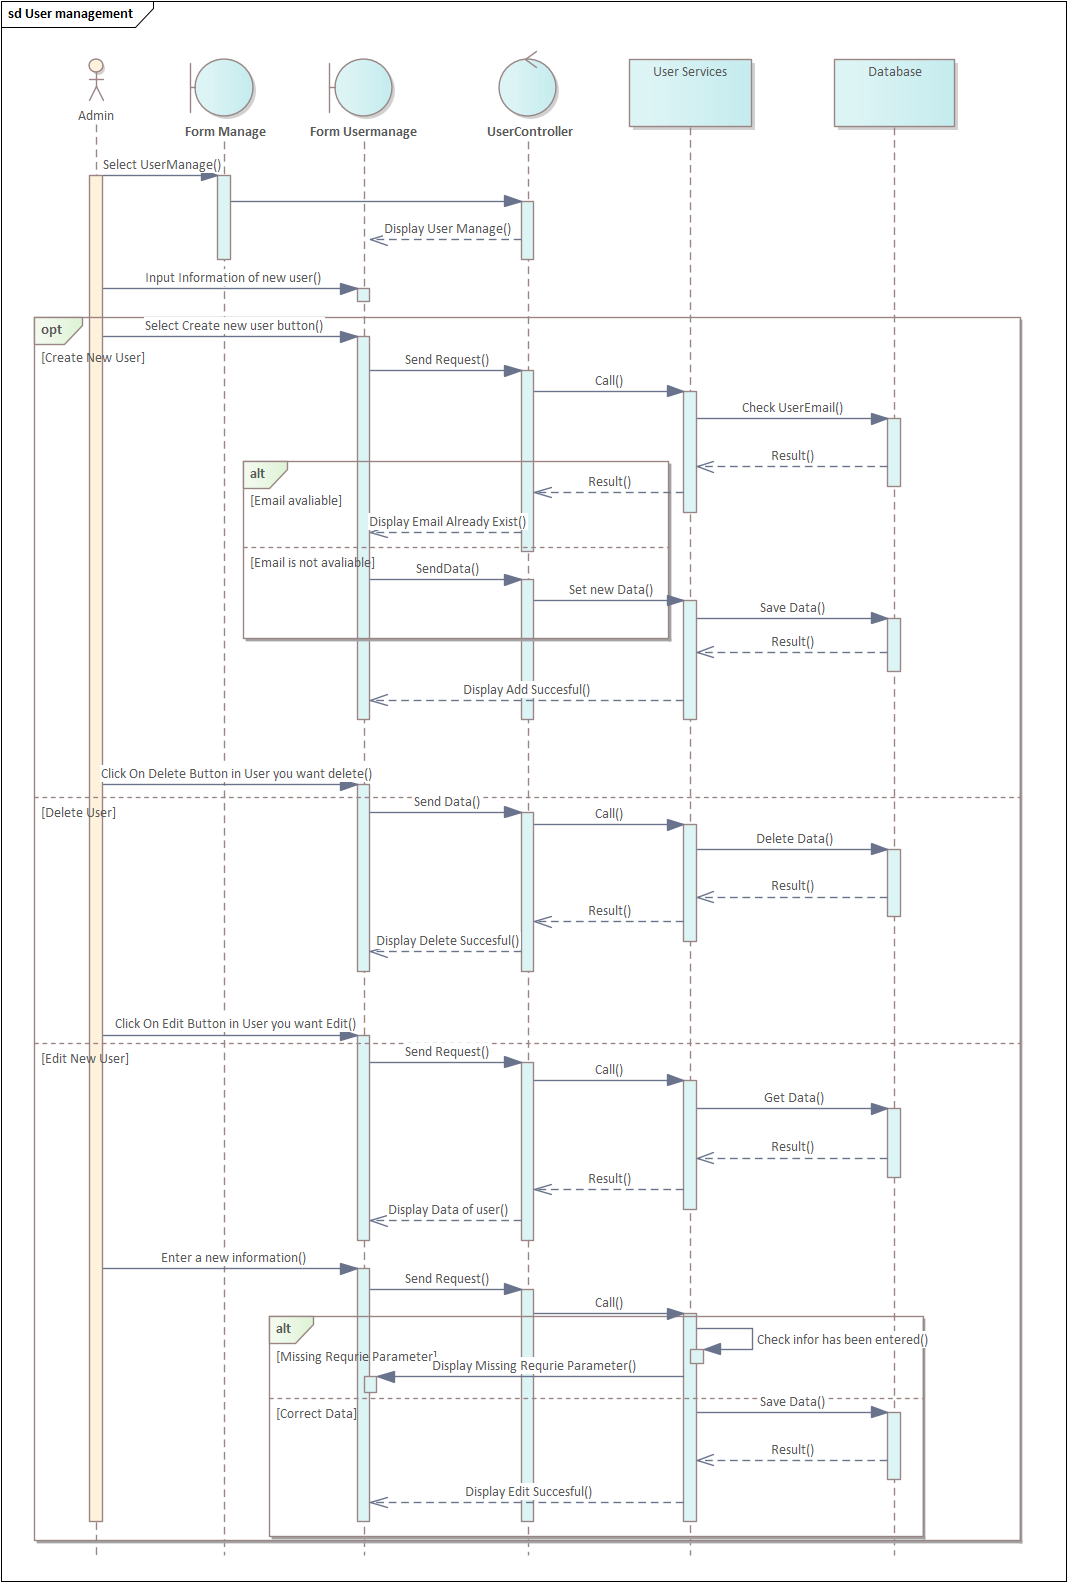 sd User management
Admin
Form Manage
Form Usermanage
UserController
User Services
Database
Select UserManage()
Display User Manage()
Input Information of new user()
opt
Select Create new user button()
[Create New User]
Send Request()
Call()
Check UserEmail()
Result()
alt
Result()
[Email avaliable]
Display Email Already Exist()
[Email is not avaliable]
SendData()
Set new Data()
Save Data()
Result()
Display Add Succesful()
Click On Delete Button in User you want delete()
[Delete User]
Send Data()
Call()
Delete Data()
Result()
Result()
Display Delete Succesful()
Click On Edit Button in User you want Edit()
[Edit New User]
Send Request()
Call()
Get Data()
Result()
Result()
Display Data of user()
Enter a new information()
Send Request()
Call()
alt
Check infor has been entered()
[Missing Requrie Parameter]
Display Missing Requrie Parameter()
Save Data()
[Correct Data]
Result()
Display Edit Succesful()